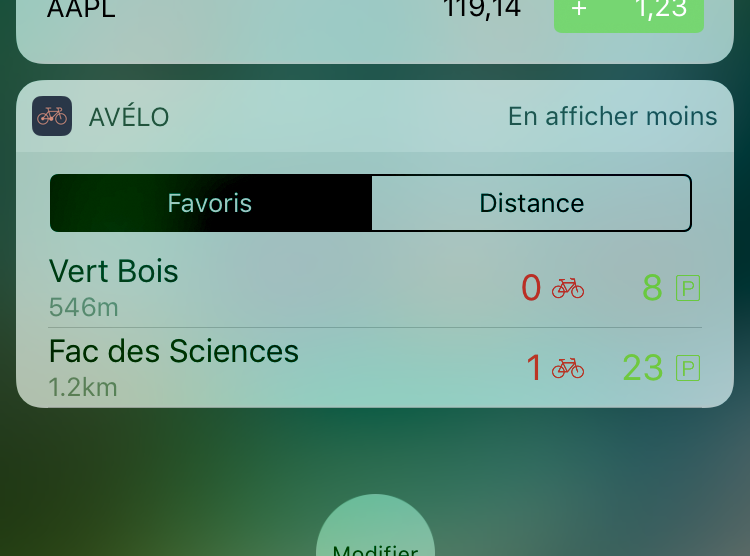 AAPL 119,14 + 1,23
AVÉLO En afficher moins
Favoris Distance
Vert Bois 0 8 P
546m
Fac des Sciences 1 23 P
1.2km
Modifier